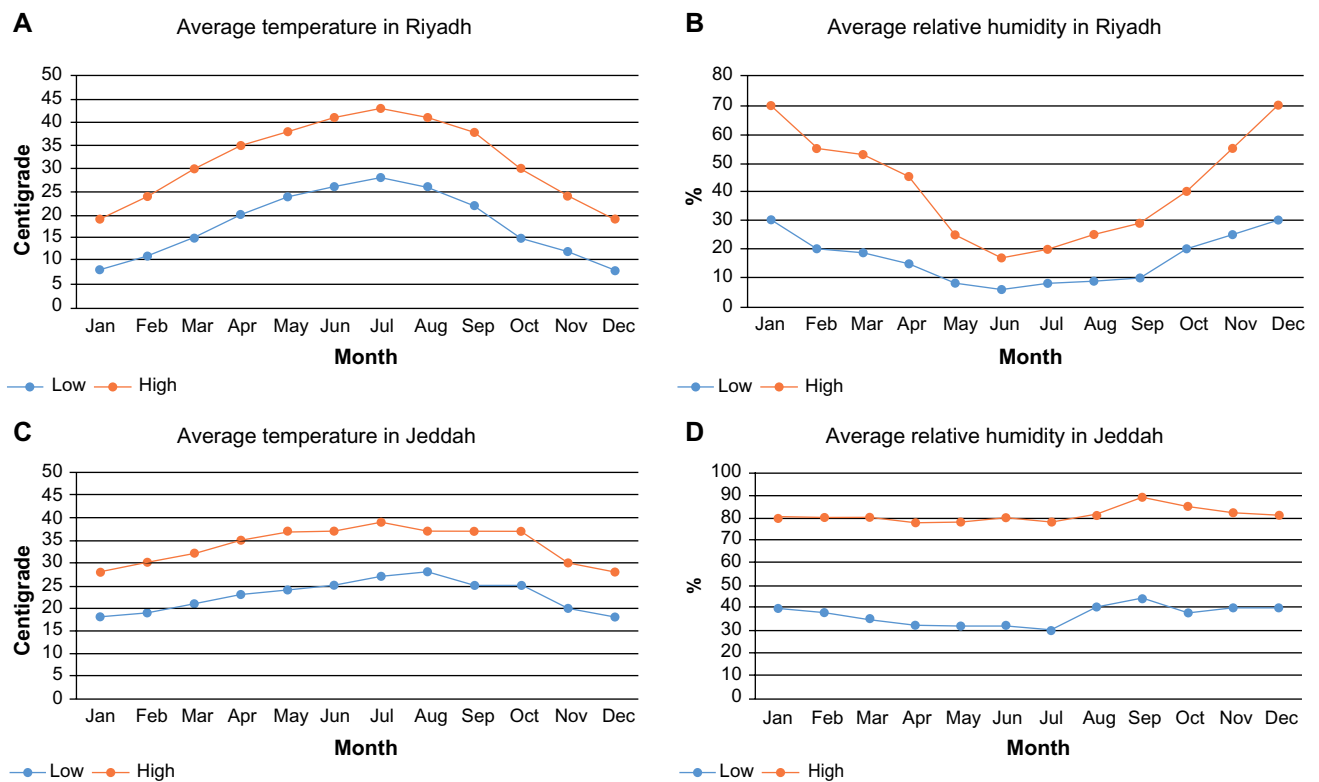 A
Average temperature in Riyadh
Centigrade
50
45
40
35
30
25
20
15
10
5
0
Jan Feb Mar Apr May Jun Jul Aug Sep Oct Nov Dec
Month
Low High
B
Average relative humidity in Riyadh
%
80
70
60
50
40
30
20
10
0
Jan Feb Mar Apr May Jun Jul Aug Sep Oct Nov Dec
Month
Low High
C
Average temperature in Jeddah
Centigrade
50
45
40
35
30
25
20
15
10
5
0
Jan Feb Mar Apr May Jun Jul Aug Sep Oct Nov Dec
Month
Low High
D
Average relative humidity in Jeddah
%
100
90
80
70
60
50
40
30
20
10
0
Jan Feb Mar Apr May Jun Jul Aug Sep Oct Nov Dec
Month
Low High